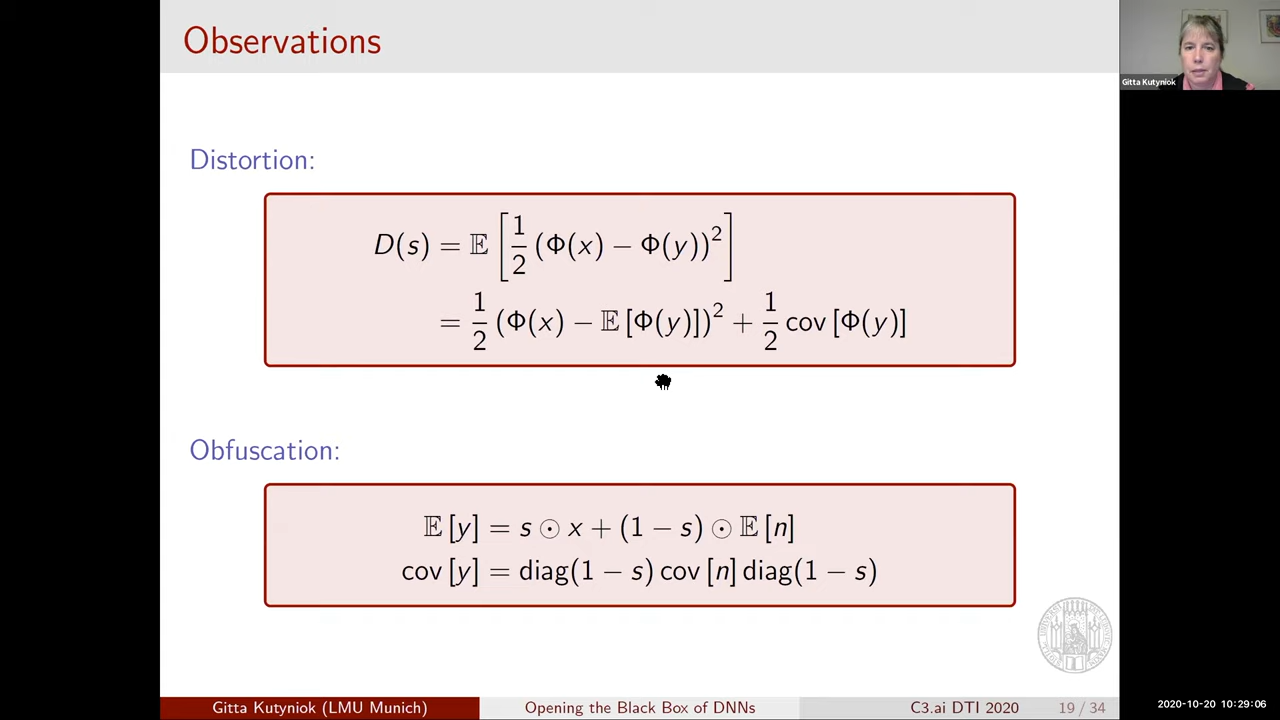 Observations
Gitta Kutyniok
Distortion:
D(s) = 𝔼 [ 1/2 (Φ(x) − Φ(y))² ]
= 1/2 (Φ(x) − 𝔼 [Φ(y)])² + 1/2 cov [Φ(y)]
Obfuscation:
𝔼 [y] = s ⊙ x + (1 − s) ⊙ 𝔼 [n]
cov [y] = diag(1 − s) cov [n] diag(1 − s)
Gitta Kutyniok (LMU Munich) Opening the Black Box of DNNs C3.ai DTI 2020 19 / 34
2020-10-20 10:29:06